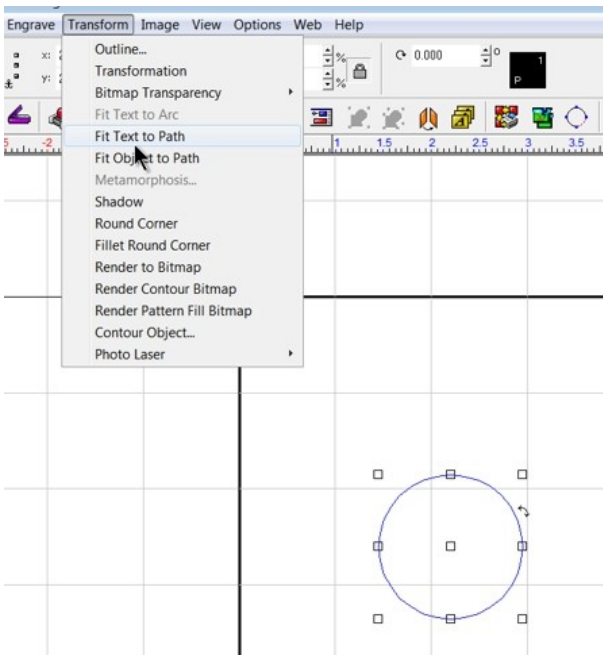 Engrave Transform Image View Options Web Help
x:
y:
%
%
0.000
o
1
P
-2
1 1.5 2 2.5 3 3.5
Outline...
Transformation
Bitmap Transparency
Fit Text to Arc
Fit Text to Path
Fit Object to Path
Metamorphosis...
Shadow
Round Corner
Fillet Round Corner
Render to Bitmap
Render Contour Bitmap
Render Pattern Fill Bitmap
Contour Object...
Photo Laser